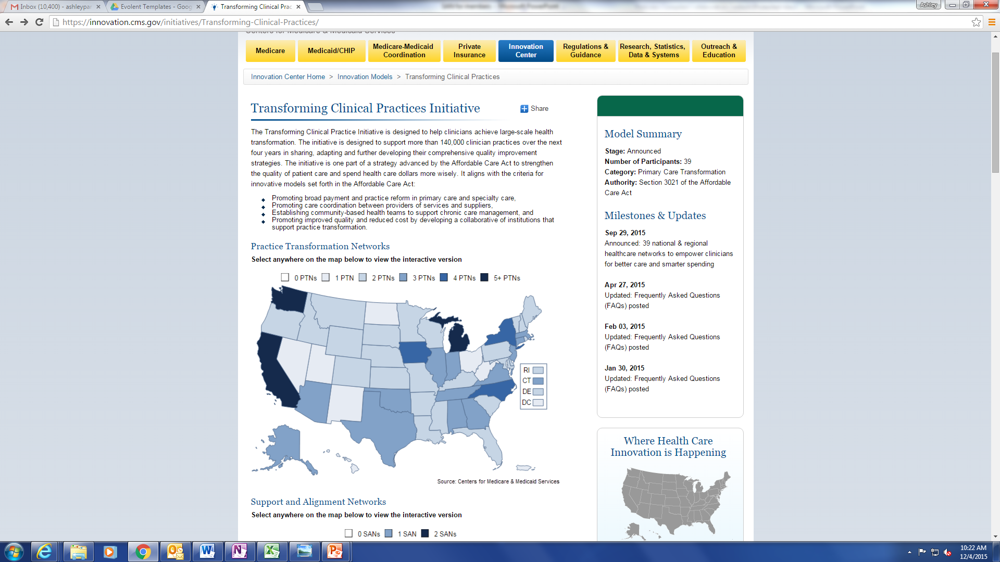 Inbox (10,400) - ashleypar
Evolent Templates - Goog
Transforming Clinical Prac
Ashley
https://innovation.cms.gov/initiatives/Transforming-Clinical-Practices/
Centers for Medicare & Medicaid Services
Medicare
Medicaid/CHIP
Medicare-Medicaid
Coordination
Private
Insurance
Innovation
Center
Regulations &
Guidance
Research, Statistics,
Data & Systems
Outreach &
Education
Innovation Center Home > Innovation Models > Transforming Clinical Practices
Transforming Clinical Practices Initiative
Share
The Transforming Clinical Practice Initiative is designed to help clinicians achieve large-scale health
transformation. The initiative is designed to support more than 140,000 clinician practices over the next
four years in sharing, adapting and further developing their comprehensive quality improvement
strategies. The initiative is one part of a strategy advanced by the Affordable Care Act to strengthen
the quality of patient care and spend health care dollars more wisely. It aligns with the criteria for
innovative models set forth in the Affordable Care Act:
Promoting broad payment and practice reform in primary care and specialty care,
Promoting care coordination between providers of services and suppliers,
Establishing community-based health teams to support chronic care management, and
Promoting improved quality and reduced cost by developing a collaborative of institutions that
support practice transformation.
Practice Transformation Networks
Select anywhere on the map below to view the interactive version
0 PTNs 1 PTN 2 PTNs 3 PTNs 4 PTNs 5+ PTNs
RI
CT
DE
DC
Source: Centers for Medicare & Medicaid Services
Support and Alignment Networks
Select anywhere on the map below to view the interactive version
0 SANs 1 SAN 2 SANs
Model Summary
Stage: Announced
Number of Participants: 39
Category: Primary Care Transformation
Authority: Section 3021 of the Affordable
Care Act
Milestones & Updates
Sep 29, 2015
Announced: 39 national & regional
healthcare networks to empower clinicians
for better care and smarter spending
Apr 27, 2015
Updated: Frequently Asked Questions
(FAQs) posted
Feb 03, 2015
Updated: Frequently Asked Questions
(FAQs) posted
Jan 30, 2015
Updated: Frequently Asked Questions
(FAQs) posted
Where Health Care
Innovation is Happening
10:22 AM
12/4/2015